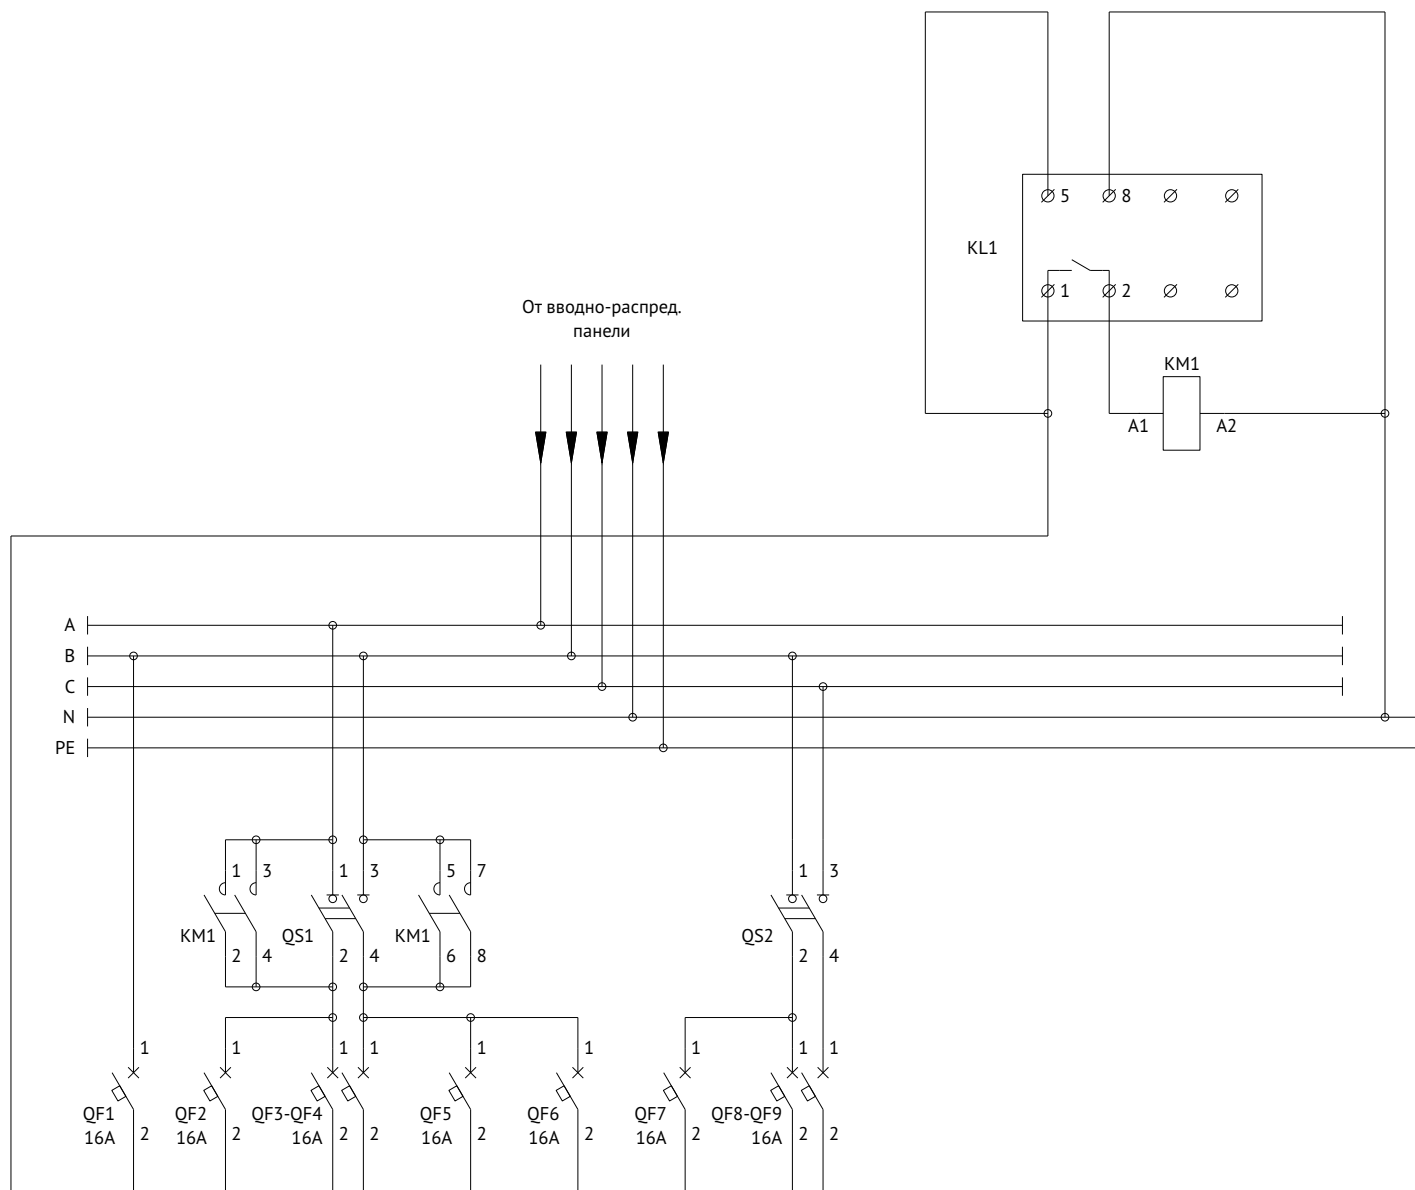 5 8
KL1
1 2
От вводно-распред.
панели
KM1
A1 A2
A
B
C
N
PE
1 3 1 3 5 7 1 3
KM1 QS1 KM1 QS2
2 4 2 4 6 8 2 4
1 1 1 1 1 1 1 1 1
QF1 QF2 QF3-QF4 QF5 QF6 QF7 QF8-QF9
16A 16A 16A 16A 16A 16A 16A
2 2 2 2 2 2 2 2 2